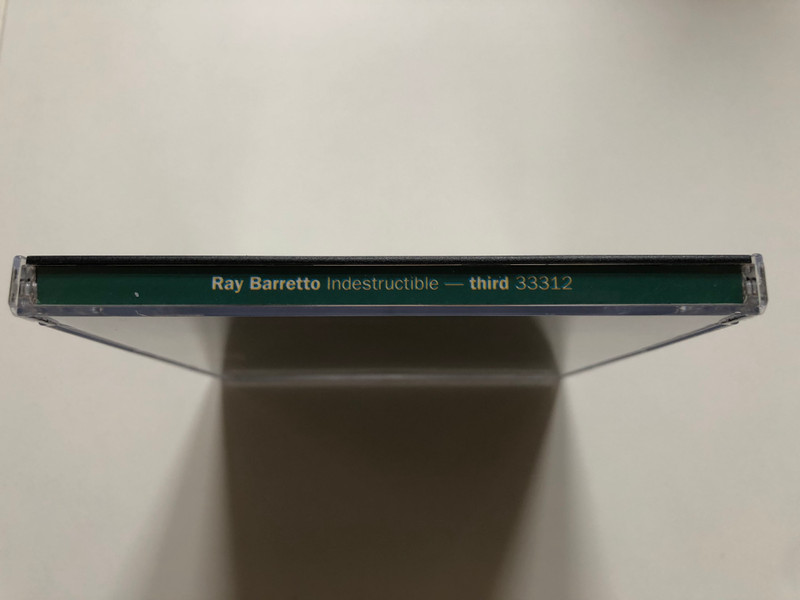 Ray Barretto Indestructible — third 33312